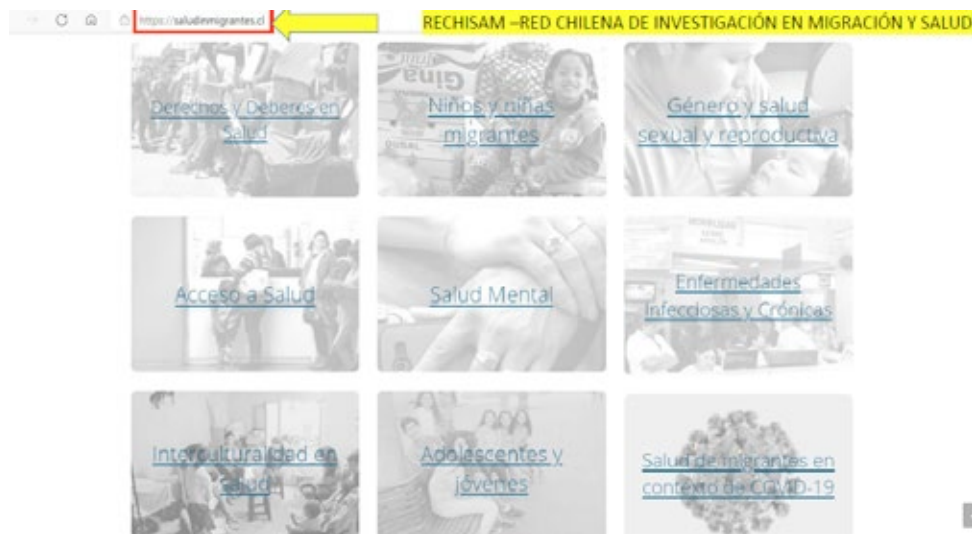 https://saludinmigrantes.cl
RECHISAM –RED CHILENA DE INVESTIGACIÓN EN MIGRACIÓN Y SALUD
Derechos y Deberes en
Salud
Niños y niñas
migrantes
Género y salud
sexual y reproductiva
Acceso a Salud
Salud Mental
Enfermedades
Infecciosas y Crónicas
Interculturalidad en
Salud
Adolescentes y
jóvenes
Salud de migrantes en
contexto de COVID-19
Gina